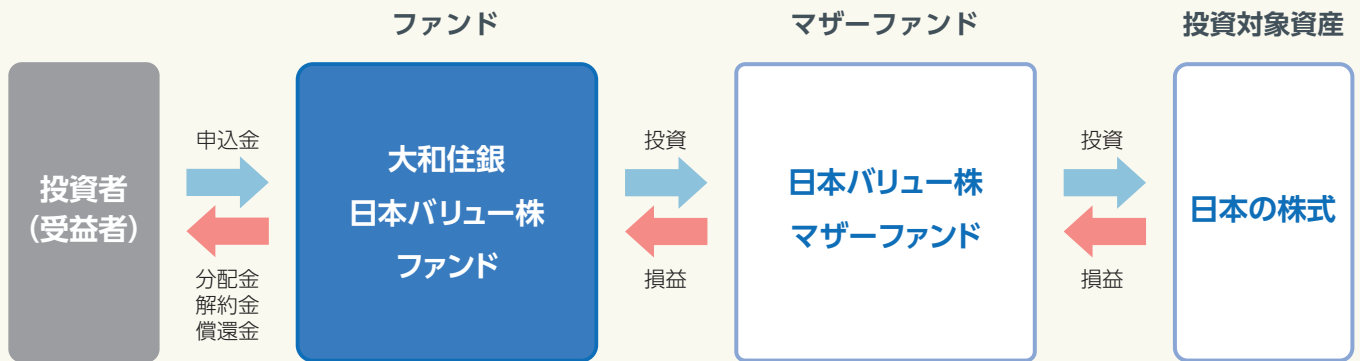 ファンド
マザーファンド
投資対象資産
投資者
(受益者)
申込金
分配金
解約金
償還金
大和住銀
日本バリュー株
ファンド
投資
損益
日本バリュー株
マザーファンド
投資
損益
日本の株式